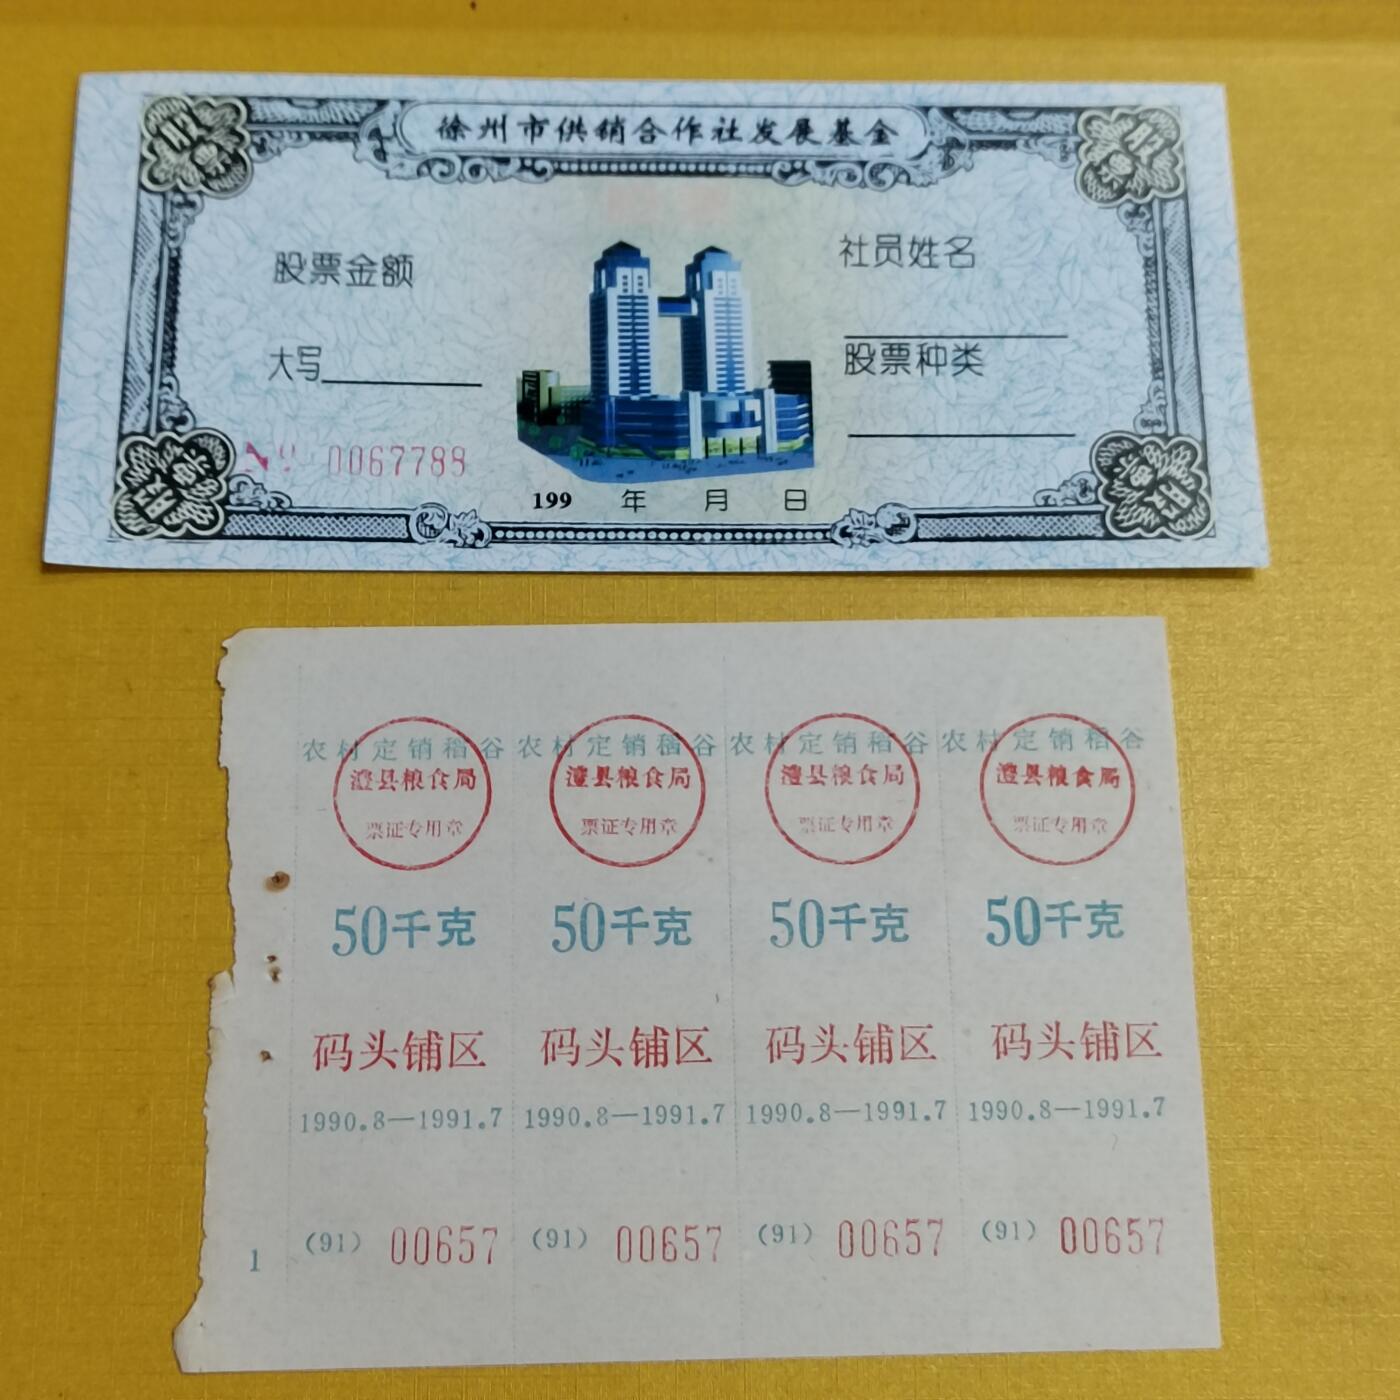 徐州市供销合作社发展基金
股票
股票
股票金额
社员姓名
大写
股票种类
No 0067788
199 年 月 日
股票
股票
农村定销稻谷 农村定销稻谷 农村定销稻谷 农村定销稻谷
澧县粮食局 澧县粮食局 澧县粮食局 澧县粮食局
票证专用章 票证专用章 票证专用章 票证专用章
50千克 50千克 50千克 50千克
码头铺区 码头铺区 码头铺区 码头铺区
1990.8—1991.7 1990.8—1991.7 1990.8—1991.7 1990.8—1991.7
1 (91) 00657 (91) 00657 (91) 00657 (91) 00657